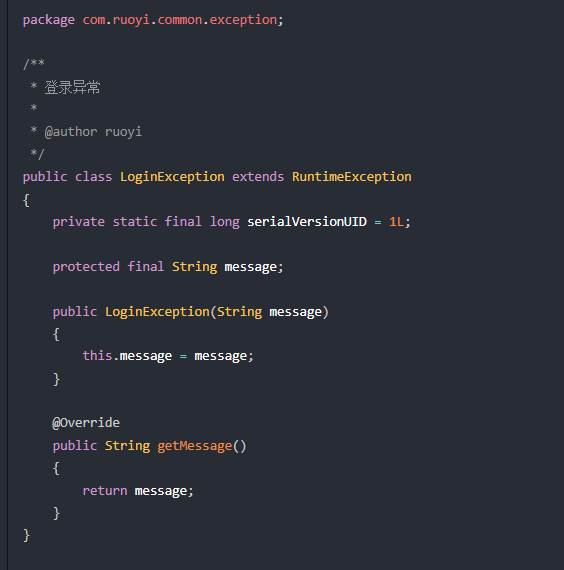 package com.ruoyi.common.exception;
/**
 * 登录异常
 *
 * @author ruoyi
 */
public class LoginException extends RuntimeException
{
    private static final long serialVersionUID = 1L;
    protected final String message;
    public LoginException(String message)
    {
        this.message = message;
    }
    @Override
    public String getMessage()
    {
        return message;
    }
}